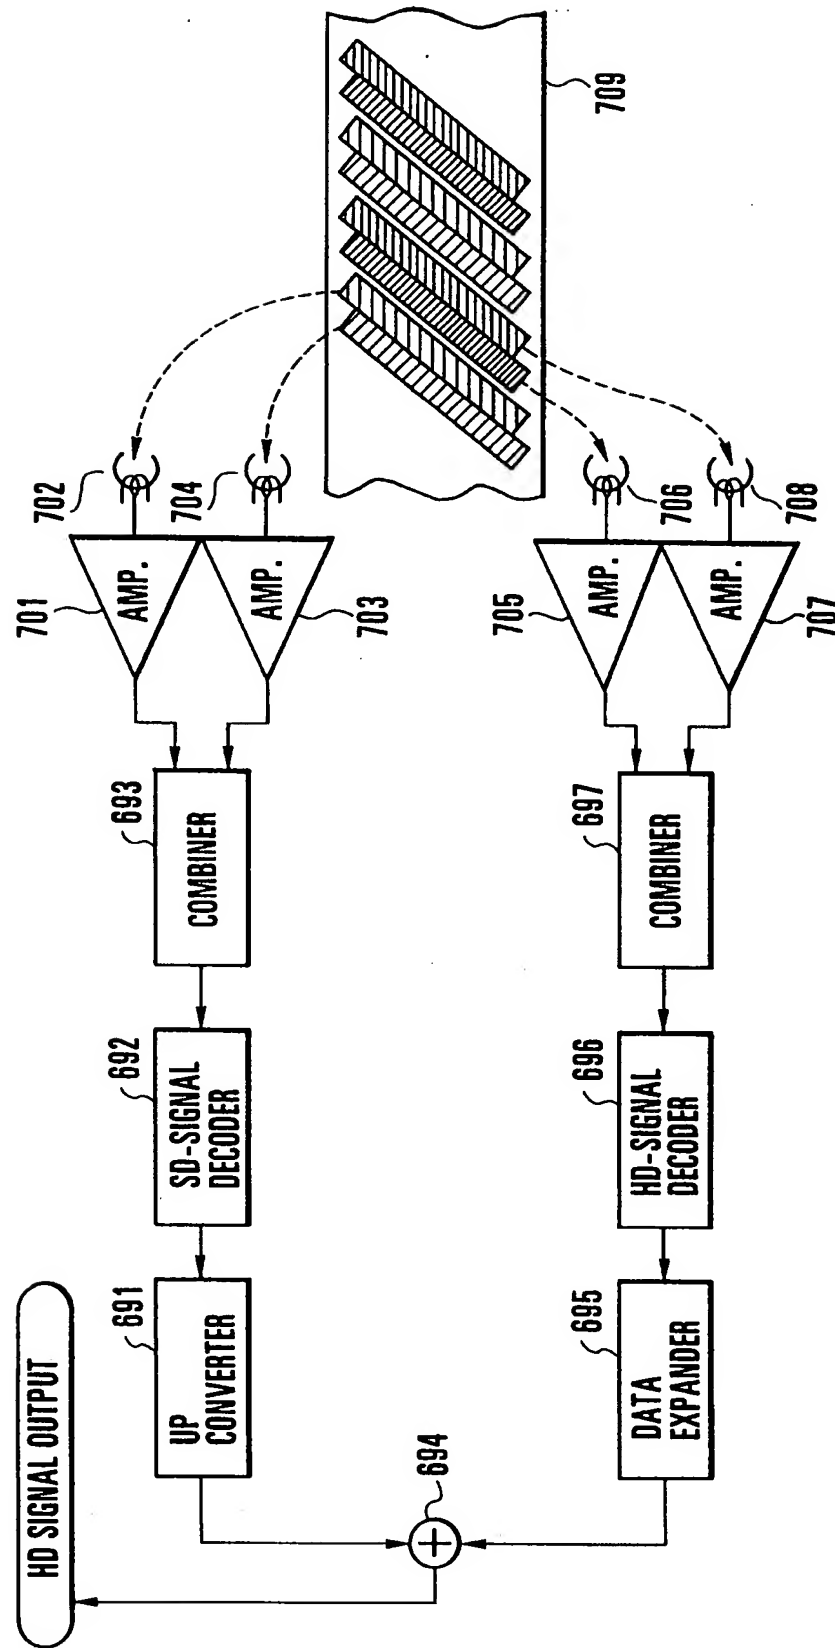 HD SIGNAL OUTPUT
691
UP
CONVERTER
692
SD-SIGNAL
DECODER
693
COMBINER
701
AMP.
702
703
AMP.
704
694
+
695
DATA
EXPANDER
696
HD-SIGNAL
DECODER
697
COMBINER
705
AMP.
706
707
AMP.
708
709